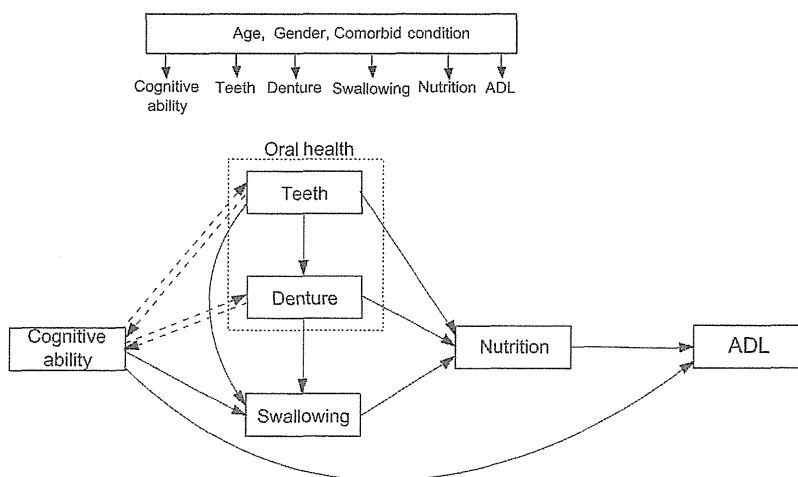 Age, Gender, Comorbid condition
Cognitive ability
Teeth
Denture
Swallowing
Nutrition
ADL
Oral health
Teeth
Denture
Cognitive
ability
Swallowing
Nutrition
ADL